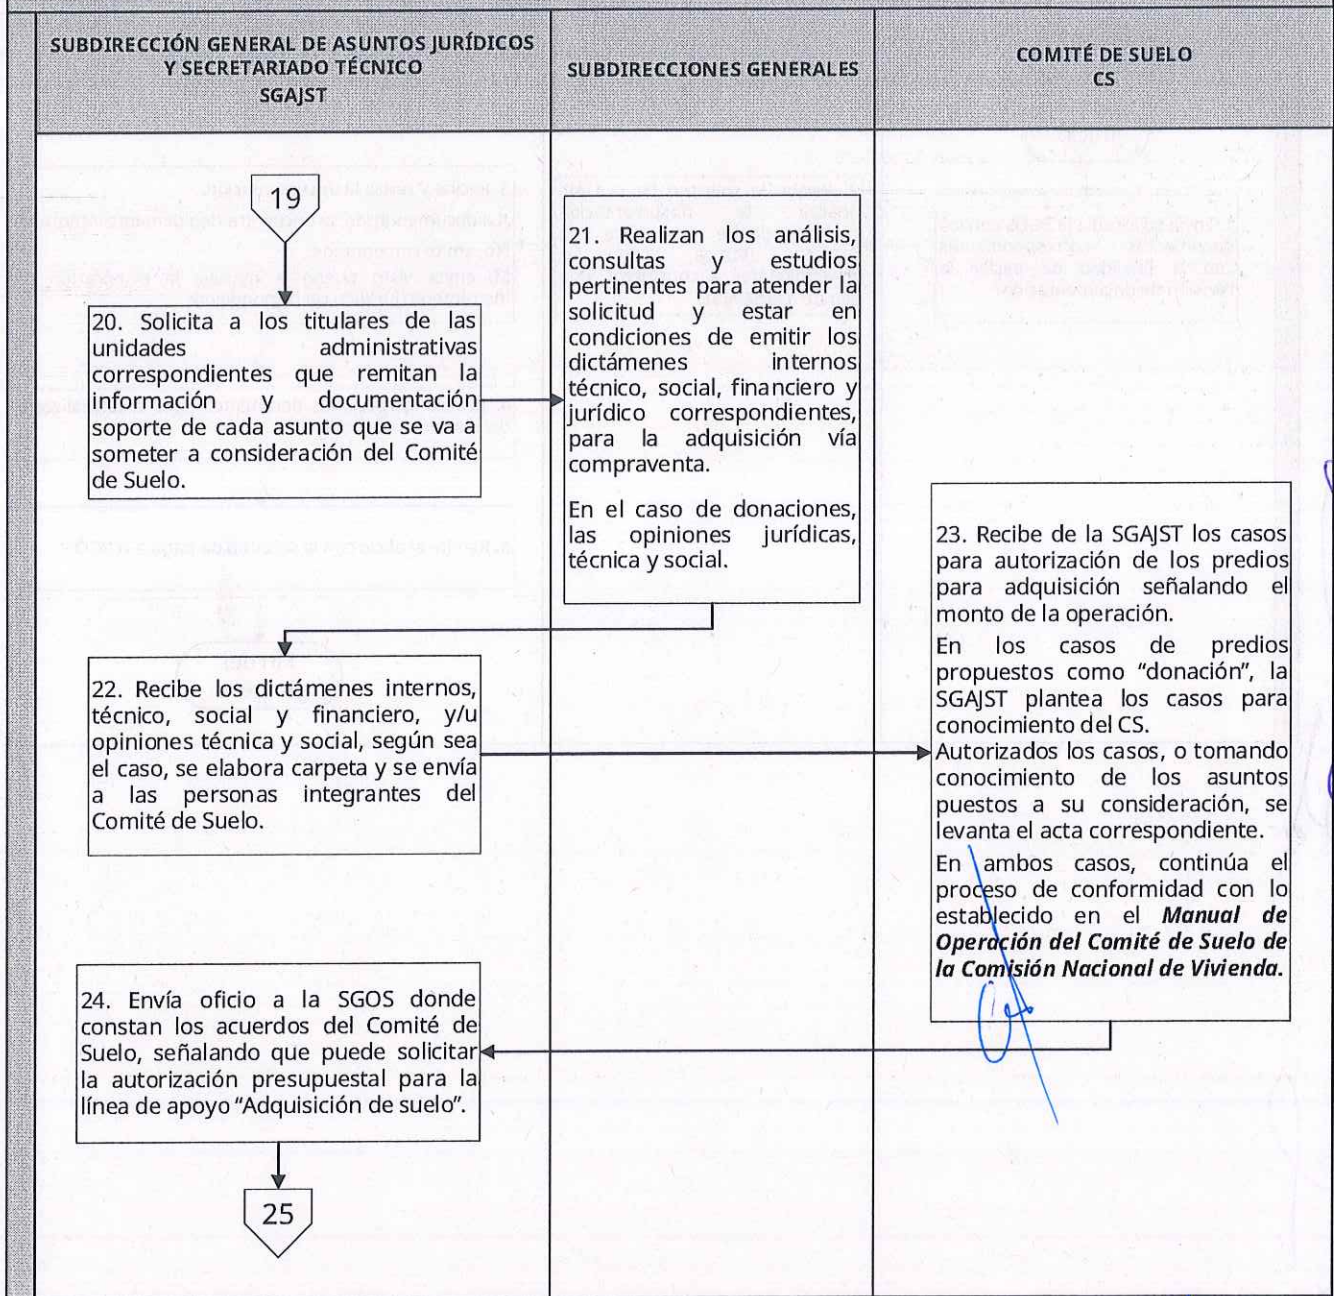 SUBDIRECCIÓN GENERAL DE ASUNTOS JURÍDICOS
Y SECRETARIADO TÉCNICO
SGAJST
SUBDIRECCIONES GENERALES
COMITÉ DE SUELO
CS
19
20. Solicita a los titulares de las
unidades administrativas
correspondientes que remitan la
información y documentación
soporte de cada asunto que se va a
someter a consideración del Comité
de Suelo.
21. Realizan los análisis,
consultas y estudios
pertinentes para atender la
solicitud y estar en
condiciones de emitir los
dictámenes internos
técnico, social, financiero y
jurídico correspondientes,
para la adquisición vía
compraventa.
En el caso de donaciones,
las opiniones jurídicas,
técnica y social.
22. Recibe los dictámenes internos,
técnico, social y financiero, y/u
opiniones técnica y social, según sea
el caso, se elabora carpeta y se envía
a las personas integrantes del
Comité de Suelo.
23. Recibe de la SGAJST los casos
para autorización de los predios
para adquisición señalando el
monto de la operación.
En los casos de predios
propuestos como “donación”, la
SGAJST plantea los casos para
conocimiento del CS.
Autorizados los casos, o tomando
conocimiento de los asuntos
puestos a su consideración, se
levanta el acta correspondiente.
En ambos casos, continúa el
proceso de conformidad con lo
establecido en el Manual de
Operación del Comité de Suelo de
la Comisión Nacional de Vivienda.
24. Envía oficio a la SGOS donde
constan los acuerdos del Comité de
Suelo, señalando que puede solicitar
la autorización presupuestal para la
línea de apoyo “Adquisición de suelo”.
25